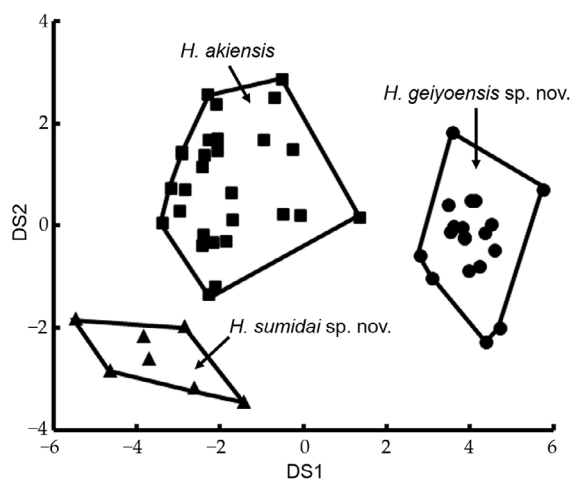 4
H. akiensis
H. geiyoensis sp. nov.
2
DS2
0
−2
H. sumidai sp. nov.
−4
−6 −4 −2 0 2 4 6
DS1